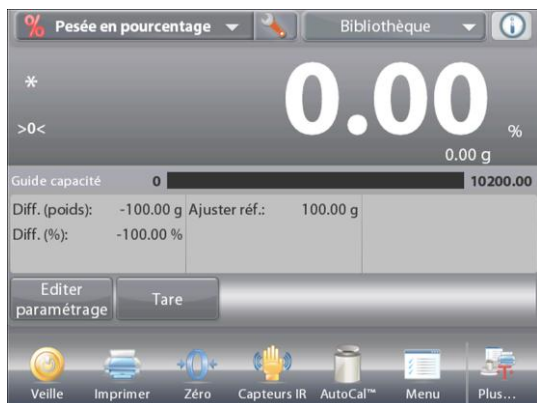 % Pesée en pourcentage Bibliothèque
*
>0<
0.00 %
0.00 g
Guide capacité 0 10200.00
Diff. (poids): -100.00 g Ajuster réf.: 100.00 g
Diff. (%): -100.00 %
Editer paramétrage
Tare
Veille Imprimer Zéro Capteurs IR AutoCal™ Menu Plus...